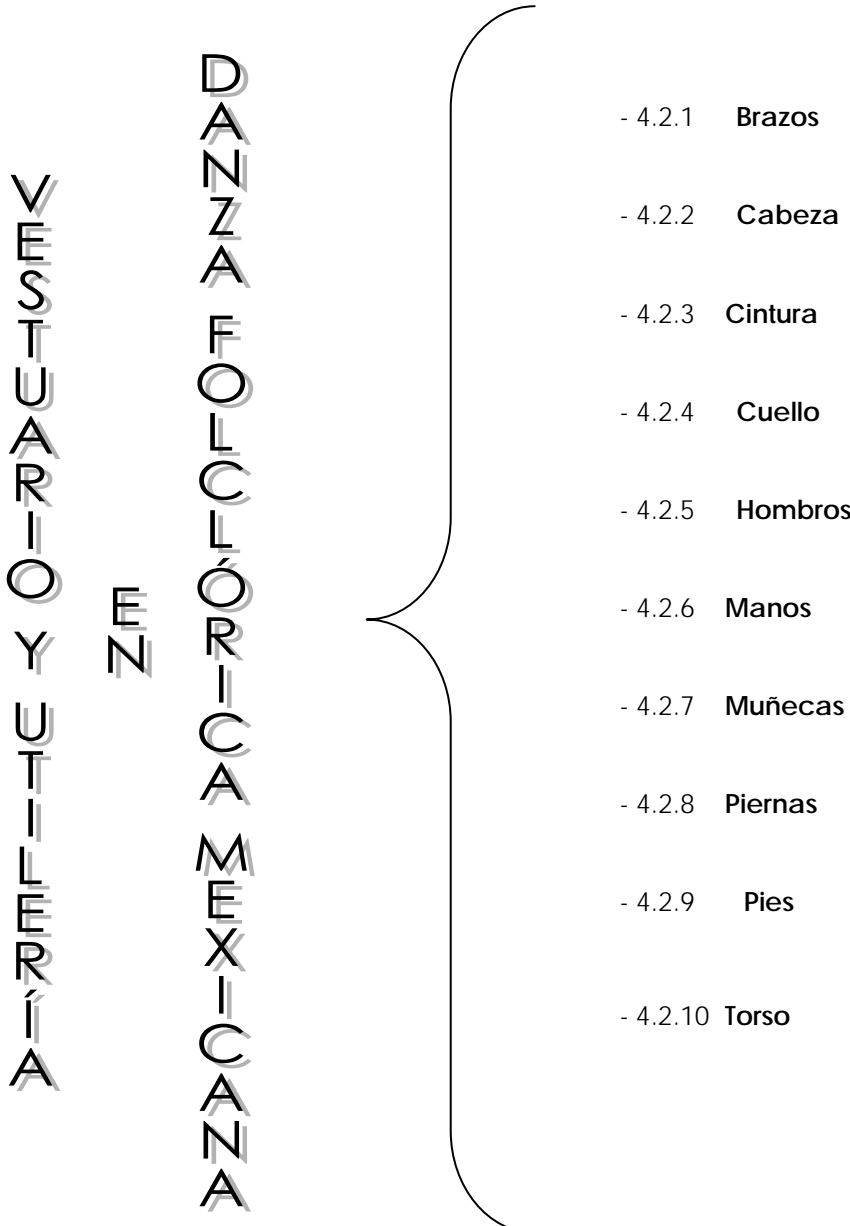 VESTUARIO Y UTILERÍA
EN
DANZA FOLCLÓRICA MEXICANA
- 4.2.1 Brazos
- 4.2.2 Cabeza
- 4.2.3 Cintura
- 4.2.4 Cuello
- 4.2.5 Hombros
- 4.2.6 Manos
- 4.2.7 Muñecas
- 4.2.8 Piernas
- 4.2.9 Pies
- 4.2.10 Torso